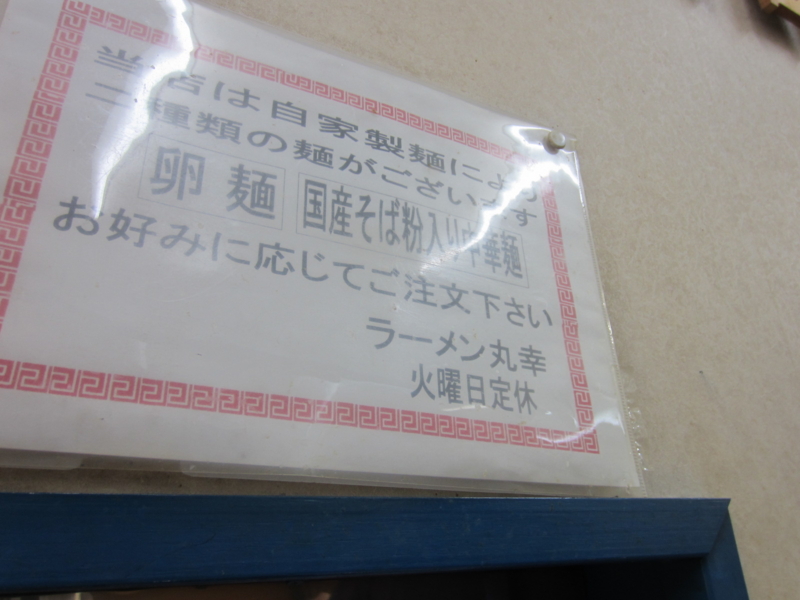 当店は自家製麺により
二種類の麺がございます
卵麺 国産そば粉入り中華麺
お好みに応じてご注文下さい
ラーメン丸幸
火曜日定休